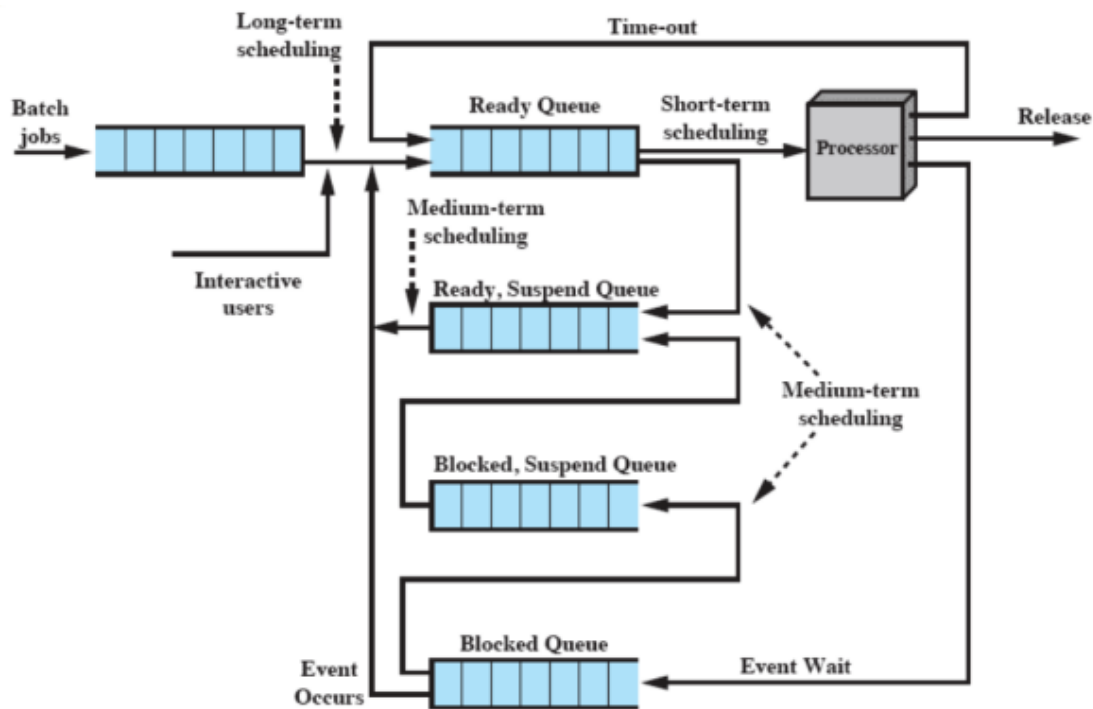 Long-term
scheduling
Time-out
Batch
jobs
Ready Queue
Short-term
scheduling
Processor
Release
Medium-term
scheduling
Interactive
users
Ready, Suspend Queue
Medium-term
scheduling
Blocked, Suspend Queue
Blocked Queue
Event
Occurs
Event Wait